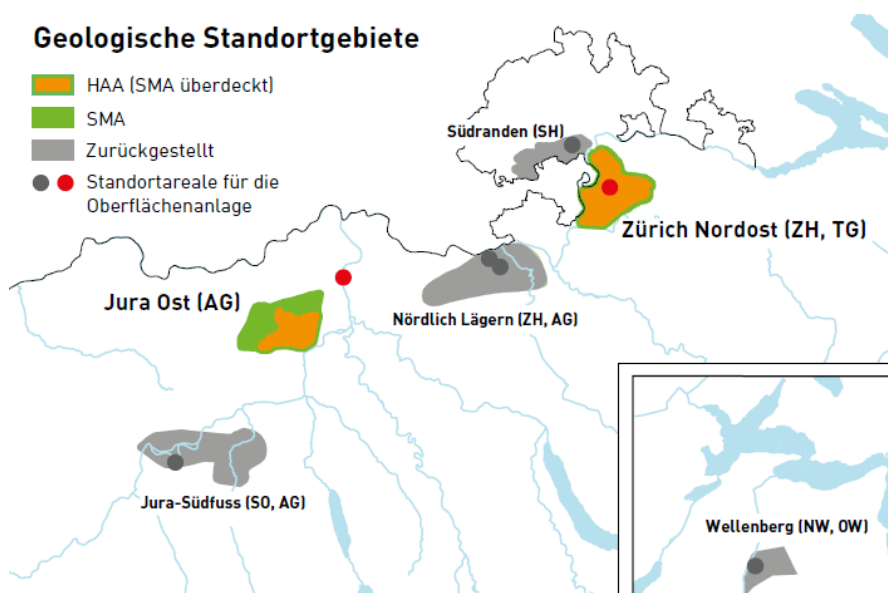 Geologische Standortgebiete
HAA (SMA überdeckt)
SMA
Zurückgestellt
Standortareale für die
Oberflächenanlage
Südranden (SH)
Zürich Nordost (ZH, TG)
Jura Ost (AG)
Nördlich Lägern (ZH, AG)
Jura-Südfuss (SO, AG)
Wellenberg (NW, OW)